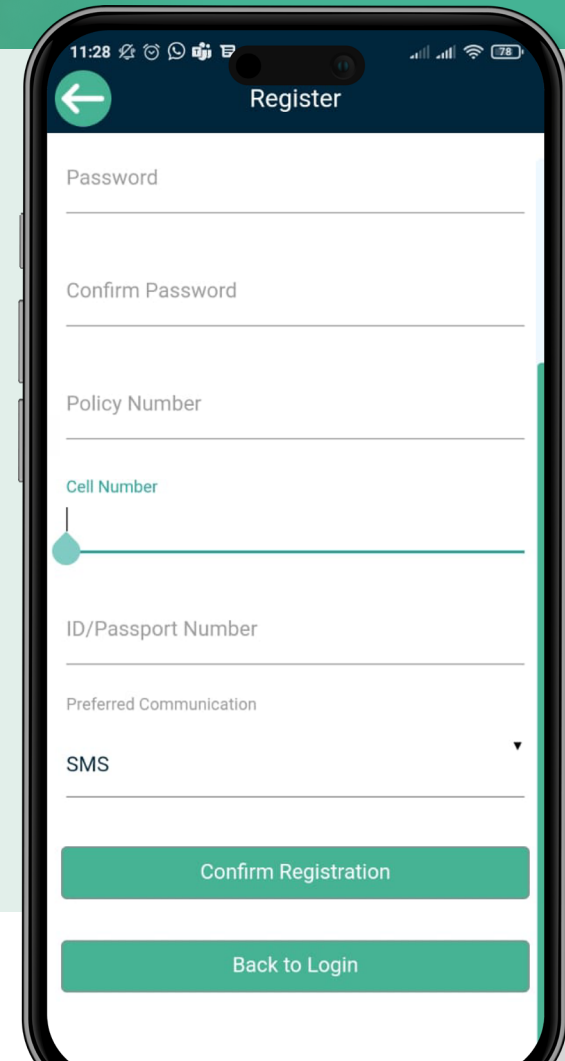 11:28
78
Register
Password
Confirm Password
Policy Number
Cell Number
ID/Passport Number
Preferred Communication
SMS
Confirm Registration
Back to Login